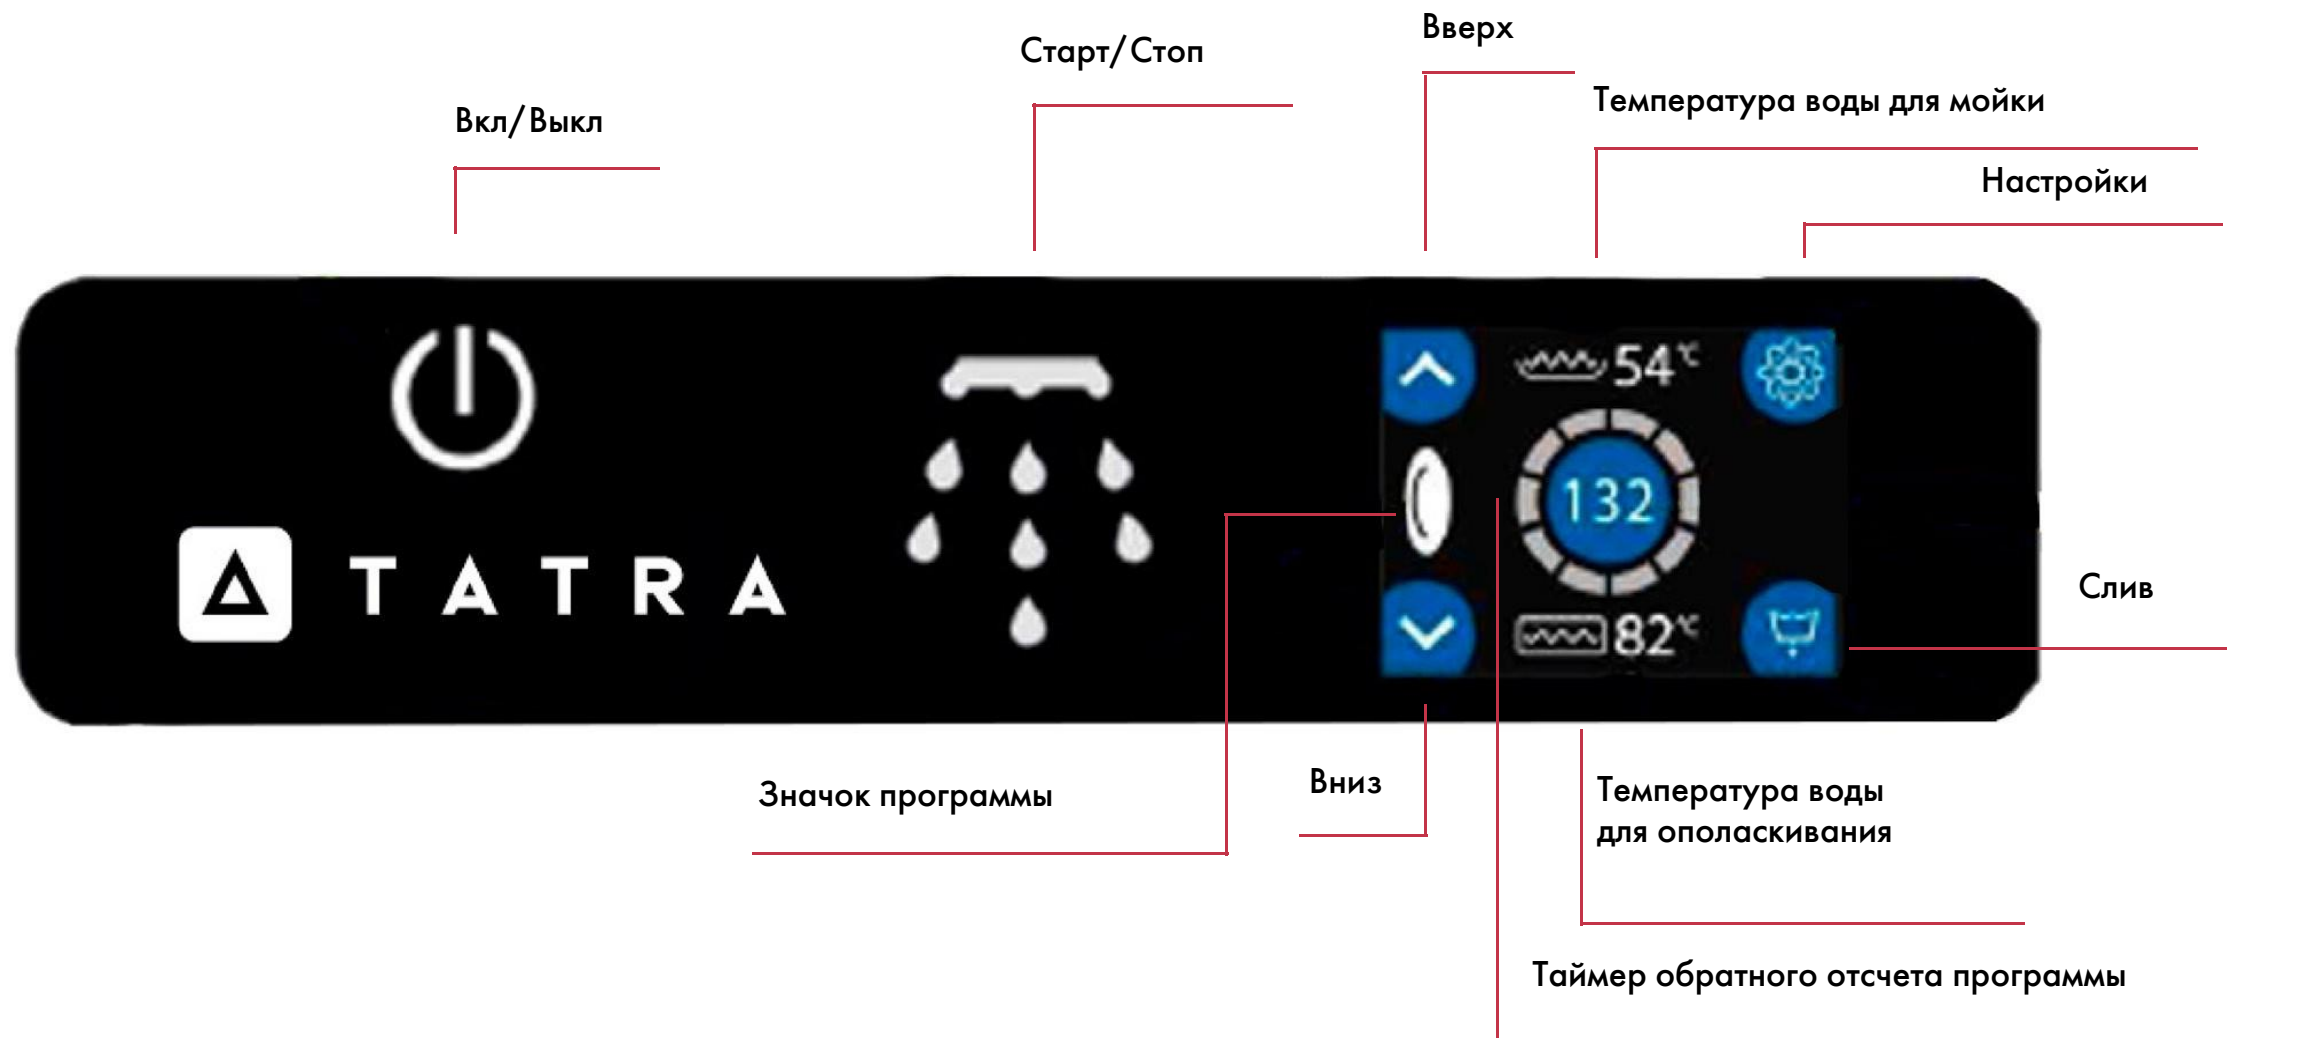 Вверх
Старт/Стоп
Температура воды для мойки
Вкл/Выкл
Настройки
54°C
132
TATRA
82°C
Слив
Значок программы
Вниз
Температура воды
для ополаскивания
Таймер обратного отсчета программы